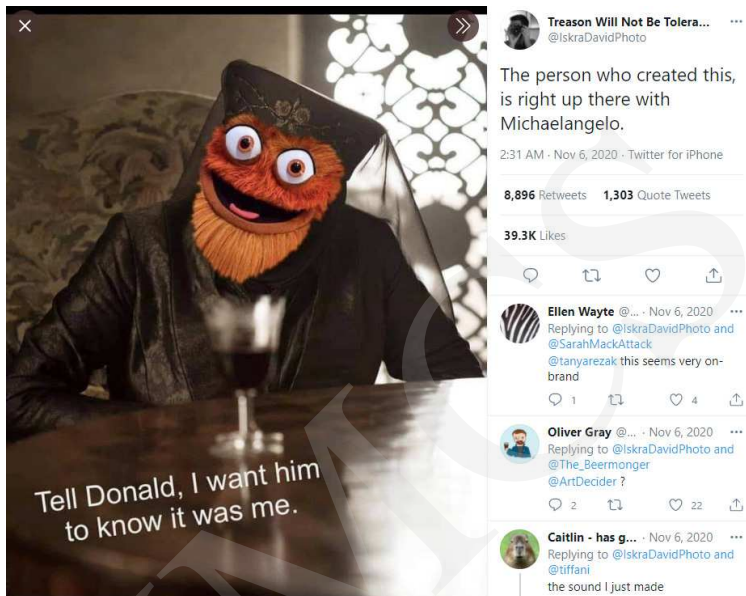 Tell Donald, I want him
to know it was me.
Treason Will Not Be Tolera...
@IskraDavidPhoto
The person who created this,
is right up there with
Michaelangelo.
2:31 AM · Nov 6, 2020 · Twitter for iPhone
8,896 Retweets 1,303 Quote Tweets
39.3K Likes
Ellen Wayte @... · Nov 6, 2020
Replying to @IskraDavidPhoto and
@SarahMackAttack
@tanyarezak this seems very on-
brand
1 4
Oliver Gray @... · Nov 6, 2020
Replying to @IskraDavidPhoto and
@The_Beermonger
@ArtDecider ?
2 22
Caitlin - has g... · Nov 6, 2020
Replying to @IskraDavidPhoto and
@tiffani
the sound I just made